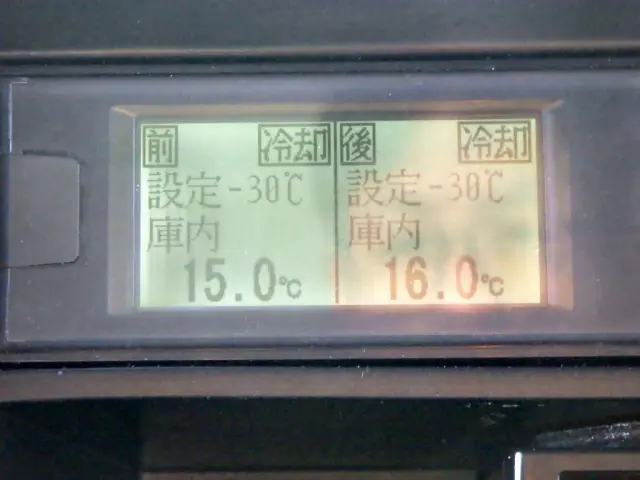 前 冷却
設定 -30℃
庫内
15.0℃
後 冷却
設定 -30℃
庫内
16.0℃